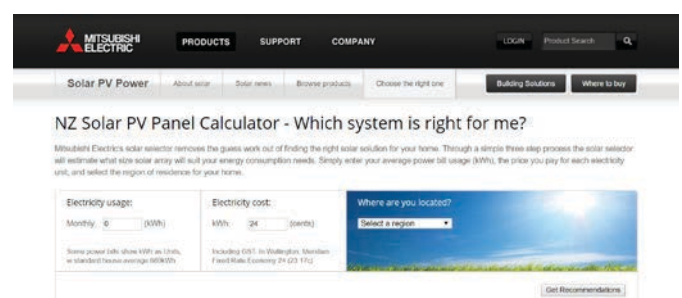 MITSUBISHI
ELECTRIC
PRODUCTS SUPPORT COMPANY LOGIN Product Search
Solar PV Power About solar Solar news Browse products Choose the right one Building Solutions Where to buy
NZ Solar PV Panel Calculator - Which system is right for me?
Mitsubishi Electrics solar selector removes the guess work out of finding the right solar solution for your home. Through a simple three step process the solar selector
will estimate what size solar array will suit your energy consumption needs. Simply enter your average power bill usage (kWh), the price you pay for each electricity
unit, and select the region of residence for your home.
Electricity usage: Electricity cost: Where are you located?
Monthly 0 (kWh) kWh 24 (cents) Select a region
Some power bills show kWh as Units, Including GST. In Wellington, Meridian
a standard house average 680kWh Fixed Rate Economy 24 (23.17c)
Get Recommendations